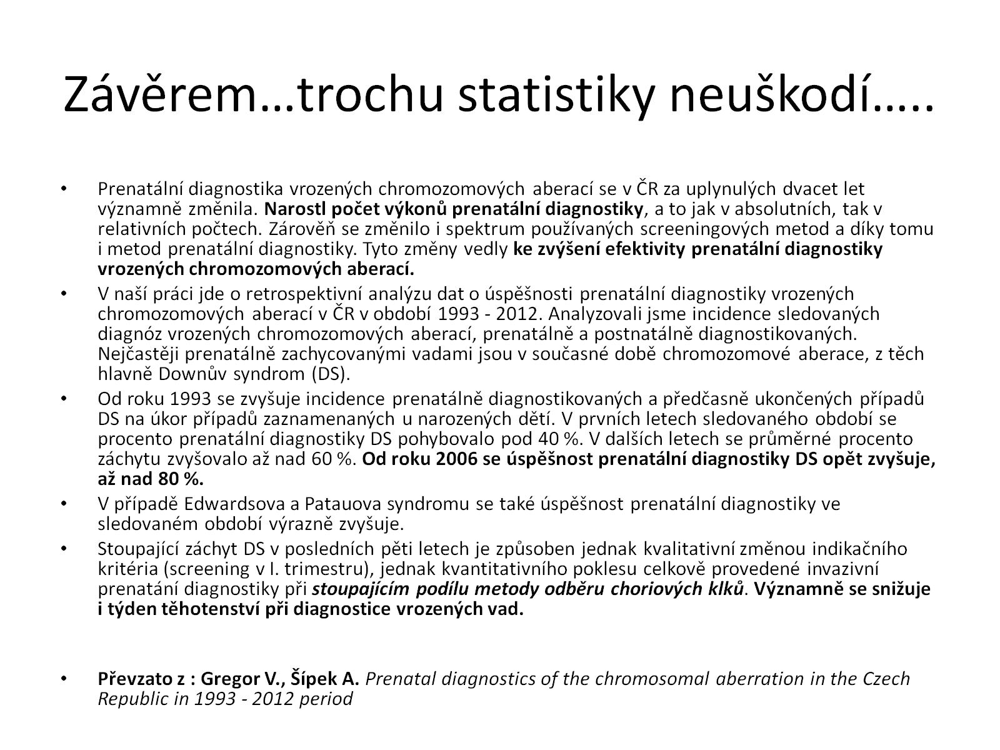 Závěrem…trochu statistiky neuškodí…..
• Prenatální diagnostika vrozených chromozomových aberací se v ČR za uplynulých dvacet let
významně změnila. Narostl počet výkonů prenatální diagnostiky, a to jak v absolutních, tak v
relativních počtech. Zárověň se změnilo i spektrum používaných screeningových metod a díky tomu
i metod prenatální diagnostiky. Tyto změny vedly ke zvýšení efektivity prenatální diagnostiky
vrozených chromozomových aberací.
• V naší práci jde o retrospektivní analýzu dat o úspěšnosti prenatální diagnostiky vrozených
chromozomových aberací v ČR v období 1993 - 2012. Analyzovali jsme incidence sledovaných
diagnóz vrozených chromozomových aberací, prenatálně a postnatálně diagnostikovaných.
Nejčastěji prenatálně zachycovanými vadami jsou v současné době chromozomové aberace, z těch
hlavně Downův syndrom (DS).
• Od roku 1993 se zvyšuje incidence prenatálně diagnostikovaných a předčasně ukončených případů
DS na úkor případů zaznamenaných u narozených dětí. V prvních letech sledovaného období se
procento prenatální diagnostiky DS pohybovalo pod 40 %. V dalších letech se průměrné procento
záchytu zvyšovalo až nad 60 %. Od roku 2006 se úspěšnost prenatální diagnostiky DS opět zvyšuje,
až nad 80 %.
• V případě Edwardsova a Patauova syndromu se také úspěšnost prenatální diagnostiky ve
sledovaném období výrazně zvyšuje.
• Stoupající záchyt DS v posledních pěti letech je způsoben jednak kvalitativní změnou indikačního
kritéria (screening v I. trimestru), jednak kvantitativního poklesu celkově provedené invazivní
prenatání diagnostiky při stoupajícím podílu metody odběru choriových klků. Významně se snižuje
i týden těhotenství při diagnostice vrozených vad.
• Převzato z : Gregor V., Šípek A. Prenatal diagnostics of the chromosomal aberration in the Czech
Republic in 1993 - 2012 period